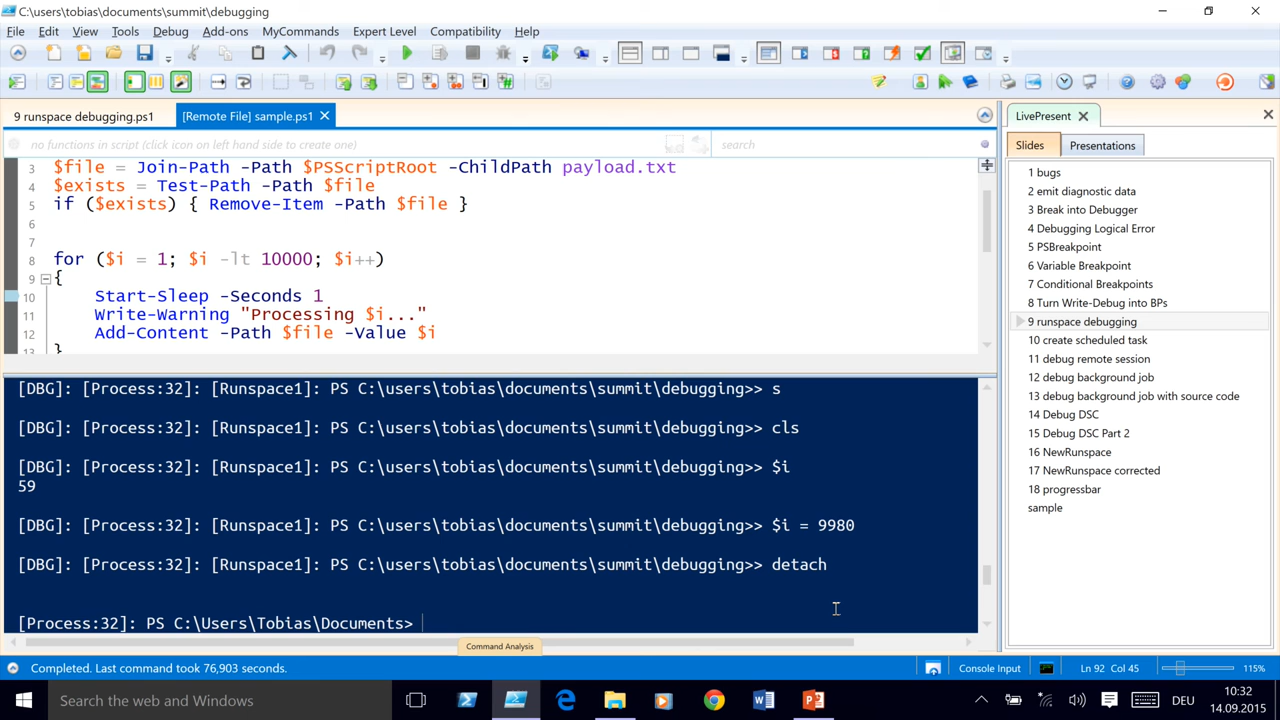 C:\users\tobias\documents\summit\debugging
File Edit View Tools Debug Add-ons MyCommands Expert Level Compatibility Help
9 runspace debugging.ps1
[Remote File] sample.ps1
no functions in script (click icon on left hand side to create one)
search
3 $file = Join-Path -Path $PSScriptRoot -ChildPath payload.txt
4 $exists = Test-Path -Path $file
5 if ($exists) { Remove-Item -Path $file }
6
7
8 for ($i = 1; $i -lt 10000; $i++)
9 {
10 Start-Sleep -Seconds 1
11 Write-Warning "Processing $i..."
12 Add-Content -Path $file -Value $i
13 }
[DBG]: [Process:32]: [Runspace1]: PS C:\users\tobias\documents\summit\debugging>> s
[DBG]: [Process:32]: [Runspace1]: PS C:\users\tobias\documents\summit\debugging>> cls
[DBG]: [Process:32]: [Runspace1]: PS C:\users\tobias\documents\summit\debugging>> $i
59
[DBG]: [Process:32]: [Runspace1]: PS C:\users\tobias\documents\summit\debugging>> $i = 9980
[DBG]: [Process:32]: [Runspace1]: PS C:\users\tobias\documents\summit\debugging>> detach
[Process:32]: PS C:\Users\Tobias\Documents>
Command Analysis
LivePresent
Slides
Presentations
1 bugs
2 emit diagnostic data
3 Break into Debugger
4 Debugging Logical Error
5 PSBreakpoint
6 Variable Breakpoint
7 Conditional Breakpoints
8 Turn Write-Debug into BPs
9 runspace debugging
10 create scheduled task
11 debug remote session
12 debug background job
13 debug background job with source code
14 Debug DSC
15 Debug DSC Part 2
16 NewRunspace
17 NewRunspace corrected
18 progressbar
sample
Completed. Last command took 76,903 seconds.
Console Input
Ln 92 Col 45
115%
Search the web and Windows
DEU
10:32
14.09.2015